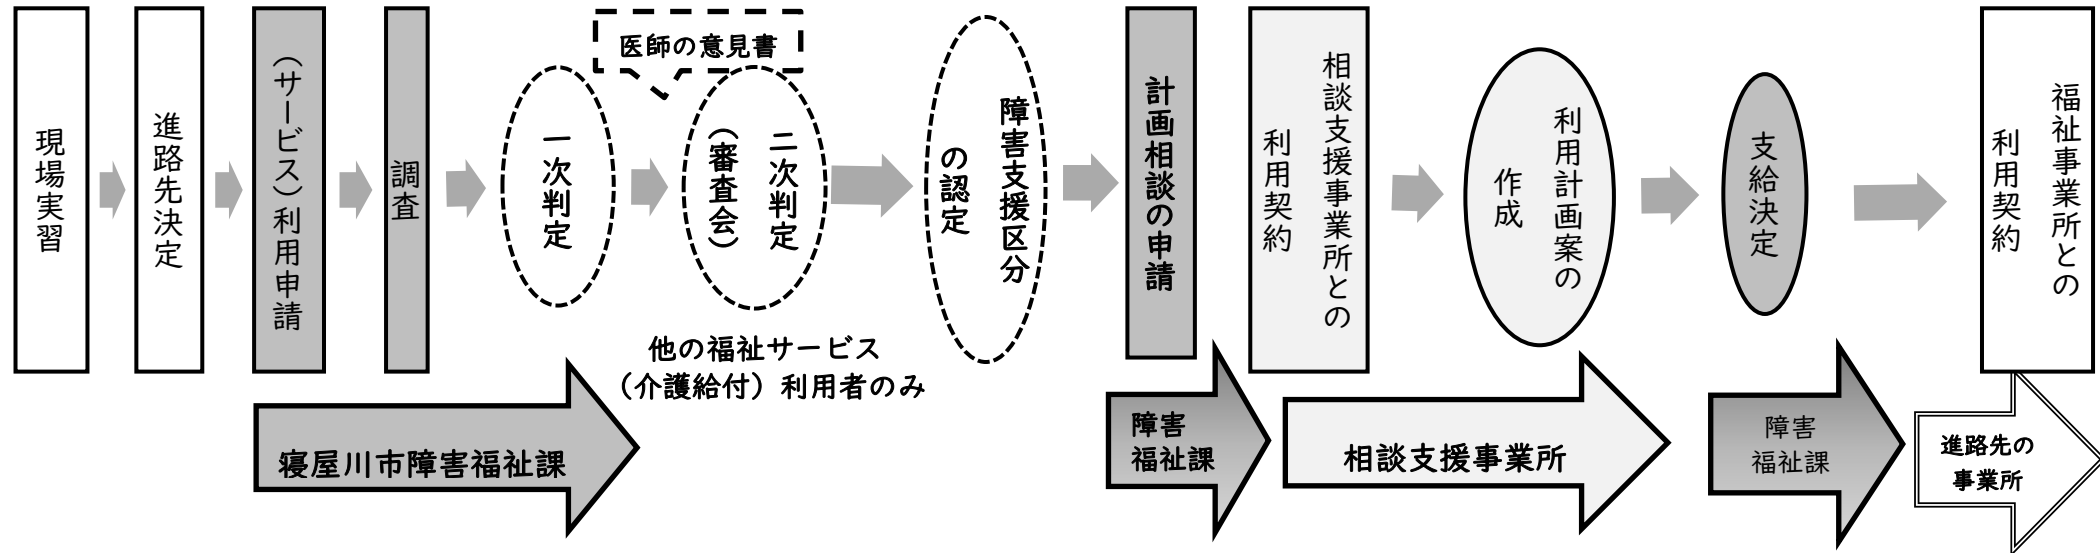 現場実習
進路先決定
（サービス）利用申請
調査
一次判定
医師の意見書
二次判定
（審査会）
障害支援区分
の認定
計画相談の申請
相談支援事業所との
利用契約
利用計画案の
作成
支給決定
福祉事業所との
利用契約
他の福祉サービス
（介護給付）利用者のみ
寝屋川市障害福祉課
障害
福祉課
相談支援事業所
障害
福祉課
進路先の
事業所